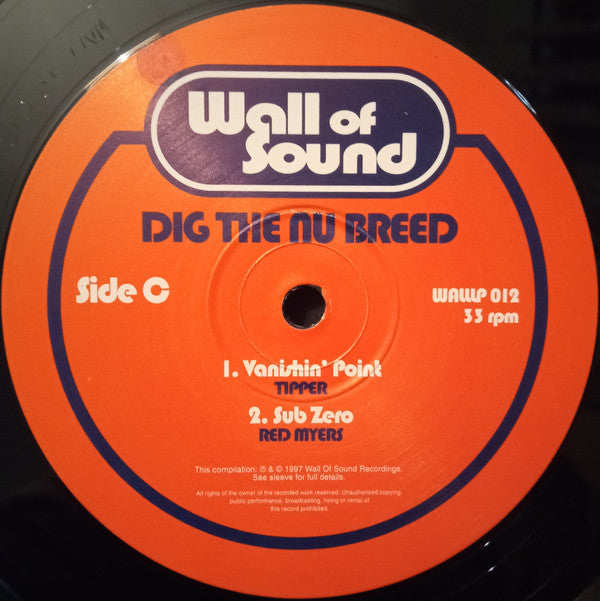 Wall of
Sound
DIG THE NU BREED
Side C
WALLP 012
33 rpm
1. Vanishin' Point
TIPPER
2. Sub Zero
RED MYERS
This compilation: ℗ & © 1997 Wall Of Sound Recordings.
See sleeve for full details.
All rights of the owner of the recorded work reserved. Unauthorised copying,
public performance, broadcasting, hiring or rental of
this record prohibited.